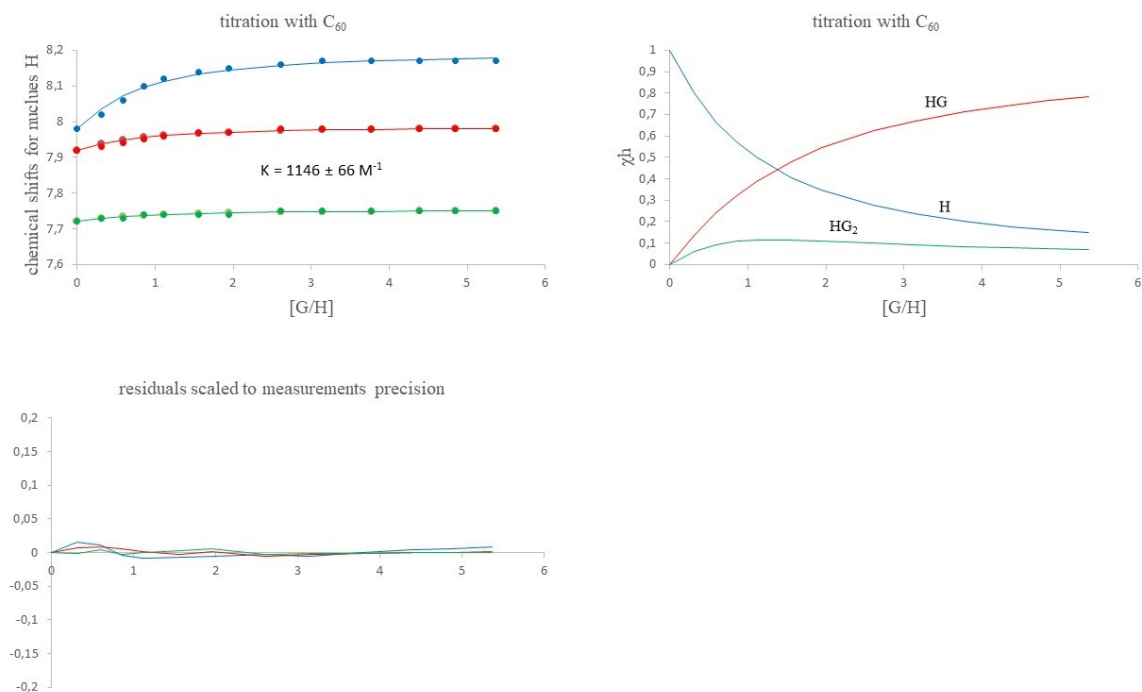 titration with C₆₀
chemical shifts for nuclues H
8,2
8,1
8
7,9
7,8
7,7
7,6
K = 1146 ± 66 M⁻¹
0 1 2 3 4 5 6
[G/H]
titration with C₆₀
χh
1
0,9
0,8
0,7
0,6
0,5
0,4
0,3
0,2
0,1
0
HG
H
HG₂
0 1 2 3 4 5 6
[G/H]
residuals scaled to measurements precision
0,2
0,15
0,1
0,05
0
-0,05
-0,1
-0,15
-0,2
0 1 2 3 4 5 6